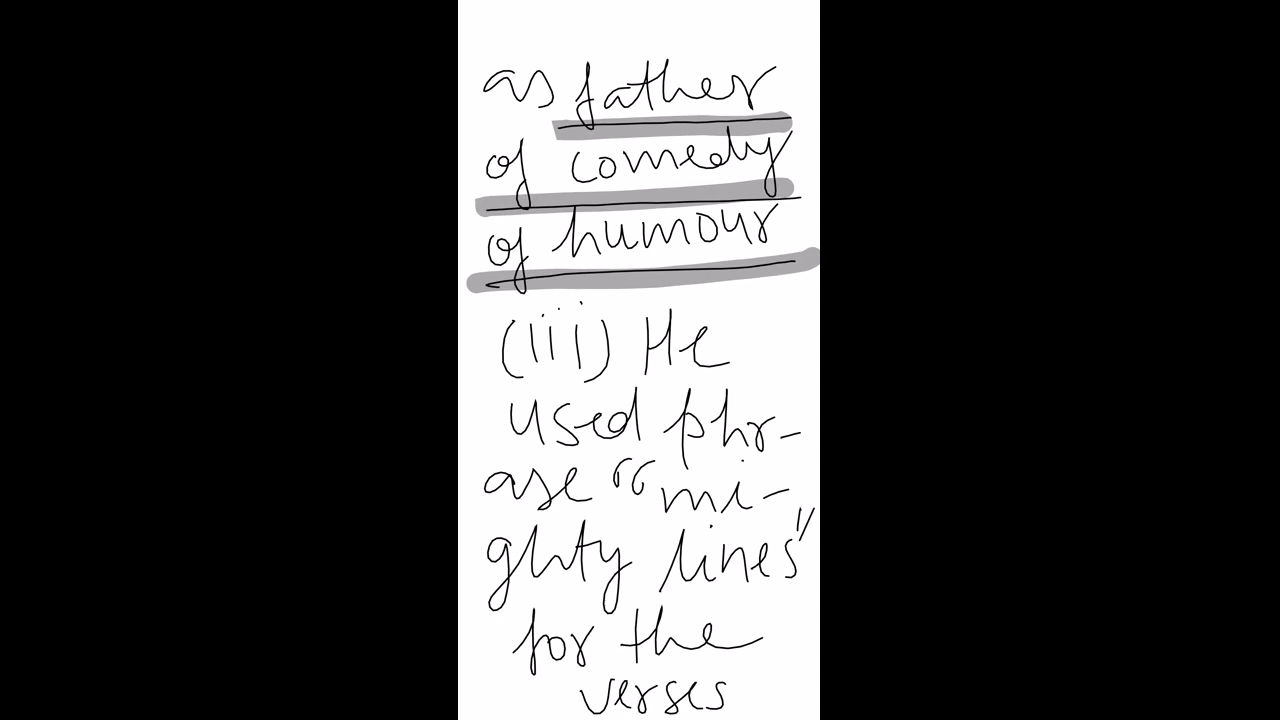 as father
of comedy
of humour
(iii) He
used phr-
ase "mi-
ghty lines"
for the
verses